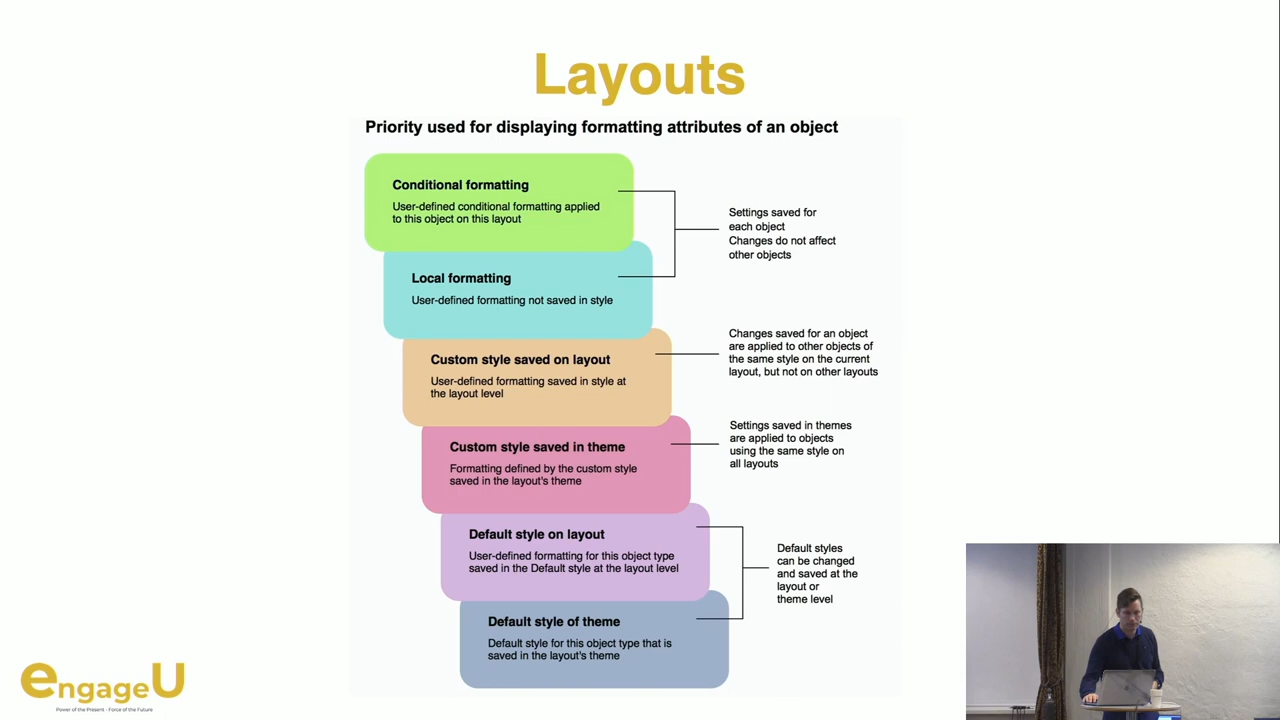 Layouts
Priority used for displaying formatting attributes of an object
Conditional formatting
User-defined conditional formatting applied
to this object on this layout
Settings saved for
each object
Changes do not affect
other objects
Local formatting
User-defined formatting not saved in style
Custom style saved on layout
User-defined formatting saved in style at
the layout level
Changes saved for an object
are applied to other objects of
the same style on the current
layout, but not on other layouts
Custom style saved in theme
Formatting defined by the custom style
saved in the layout's theme
Settings saved in themes
are applied to objects
using the same style on
all layouts
Default style on layout
User-defined formatting for this object type
saved in the Default style at the layout level
Default styles
can be changed
and saved at the
layout or
theme level
Default style of theme
Default style for this object type that is
saved in the layout's theme
engageU
Power of the Present - Force of the Future